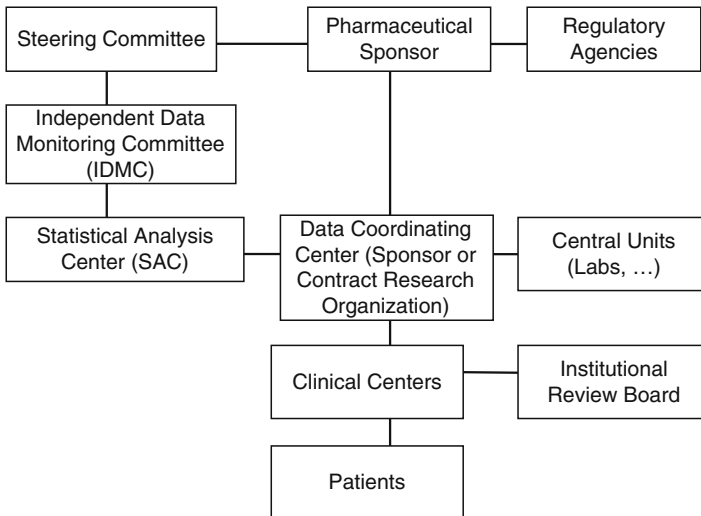 Steering Committee
Pharmaceutical
Sponsor
Regulatory
Agencies
Independent Data
Monitoring Committee
(IDMC)
Statistical Analysis
Center (SAC)
Data Coordinating
Center (Sponsor or
Contract Research
Organization)
Central Units
(Labs, …)
Clinical Centers
Institutional
Review Board
Patients